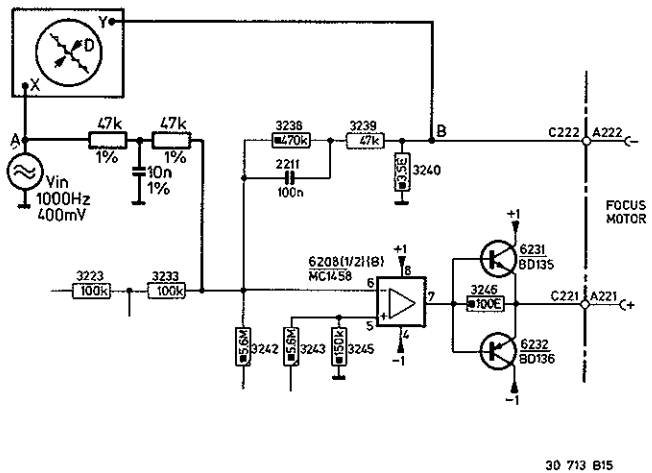 Y
D
X
A
47k
1%
47k
1%
10n
1%
Vin
1000Hz
400mV
3238
470k
3239
47k
B
2211
100n
3,5E
3240
C222
A222
−
FOCUS
MOTOR
3223
100k
3233
100k
6208(1/2)(B)
MC1458
+1
8
6
−
7
+
5
4
−1
5,6M
3242
5,6M
3243
150k
3245
+1
6231
BD135
3246
100E
C221
A221
+
6232
BD136
−1
30 713 B15